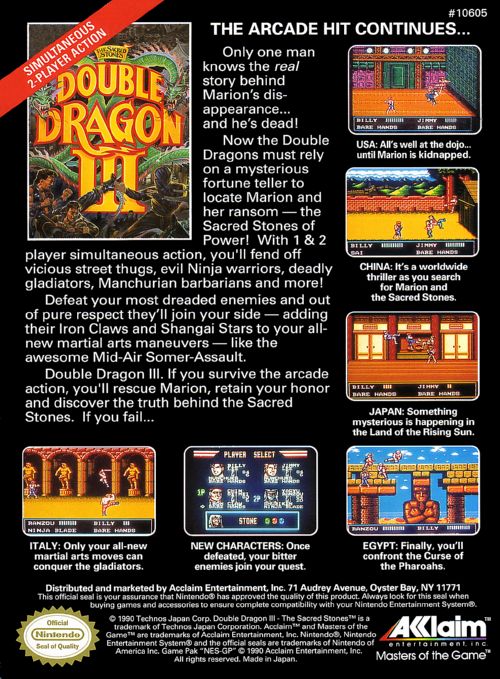 #10605
SIMULTANEOUS
2-PLAYER ACTION
THE SACRED
STONES
DOUBLE
DRAGON
III
THE ARCADE HIT CONTINUES...
Only one man
knows the real
story behind
Marion's dis-
appearance...
and he's dead!
Now the Double
Dragons must rely
on a mysterious
fortune teller to
locate Marion and
her ransom — the
Sacred Stones of
Power! With 1 & 2
player simultaneous action, you'll fend off
vicious street thugs, evil Ninja warriors, deadly
gladiators, Manchurian barbarians and more!
Defeat your most dreaded enemies and out
of pure respect they'll join your side — adding
their Iron Claws and Shangai Stars to your all-
new martial arts maneuvers — like the
awesome Mid-Air Somer-Assault.
Double Dragon III. If you survive the arcade
action, you'll rescue Marion, retain your honor
and discover the truth behind the Sacred
Stones. If you fail...
BILLY JIMMY
BARE HANDS BARE HANDS
USA: All's well at the dojo...
until Marion is kidnapped.
BILLY JIMMY
SAI BARE HANDS
CHINA: It's a worldwide
thriller as you search
for Marion and
the Sacred Stones.
BILLY JIMMY
BARE HANDS BARE HANDS
JAPAN: Something
mysterious is happening in
the Land of the Rising Sun.
RANZOU BILLY
NINJA BLADE BARE HANDS
ITALY: Only your all-new
martial arts moves can
conquer the gladiators.
PLAYER SELECT
BILLY JIMMY
1P 2P
STONE
NEW CHARACTERS: Once
defeated, your bitter
enemies join your quest.
RANZOU BILLY
EGYPT: Finally, you'll
confront the Curse of
the Pharoahs.
Distributed and marketed by Acclaim Entertainment, Inc. 71 Audrey Avenue, Oyster Bay, NY 11771
This official seal is your assurance that Nintendo® has approved the quality of this product. Always look for this seal when
buying games and accessories to ensure complete compatibility with your Nintendo Entertainment System®.
Official
Nintendo
Seal of Quality
© 1990 Technos Japan Corp. Double Dragon III - The Sacred Stones™ is a
trademark of Technos Japan Corporation. Acclaim™ and Masters of the
Game™ are trademarks of Acclaim Entertainment, Inc. Nintendo®, Nintendo
Entertainment System® and the official seals are trademarks of Nintendo of
America Inc. Game Pak "NES-GP" © 1990 Acclaim Entertainment, Inc.
All rights reserved. Made in Japan.
AKKlaim™
entertainment, inc.
Masters of the Game™